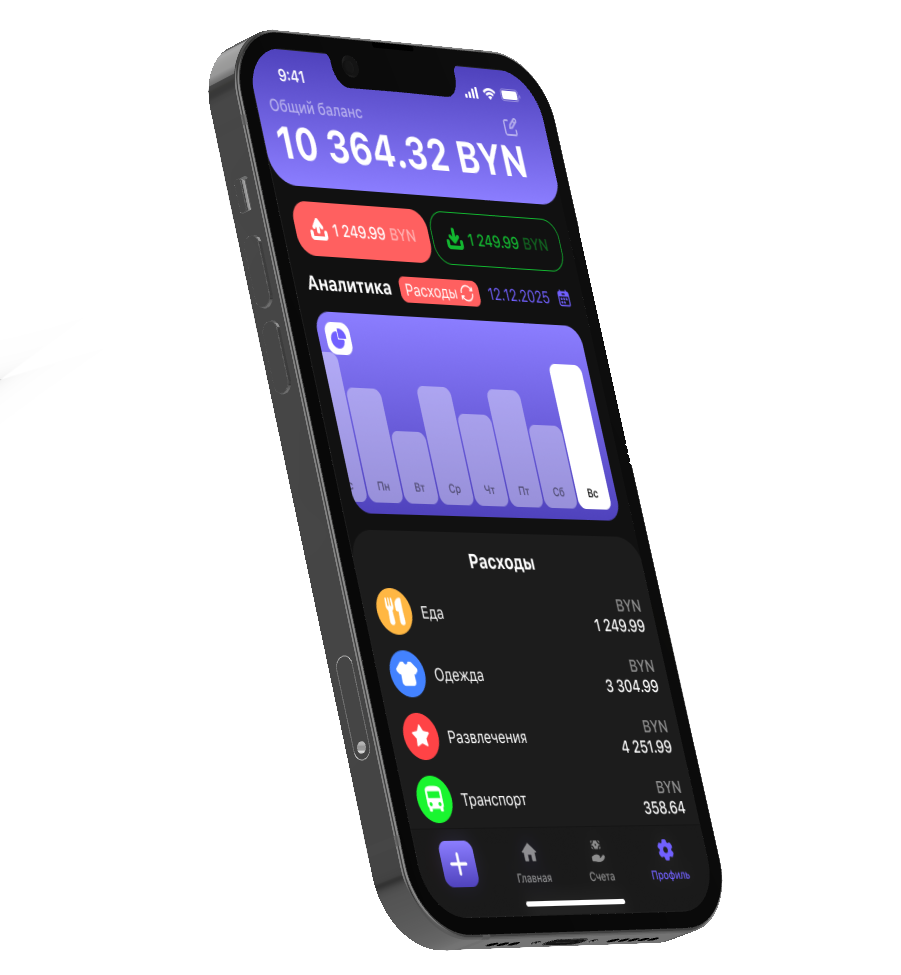 9:41
Общий баланс
10 364.32 BYN
1 249.99 BYN
1 249.99 BYN
Аналитика Расходы 12.12.2025
Пн Вт Ср Чт Пт Сб Вс
Расходы
Еда
BYN
1 249.99
Одежда
BYN
3 304.99
Развлечения
BYN
4 251.99
Транспорт
BYN
358.64
Главная Счета Профиль